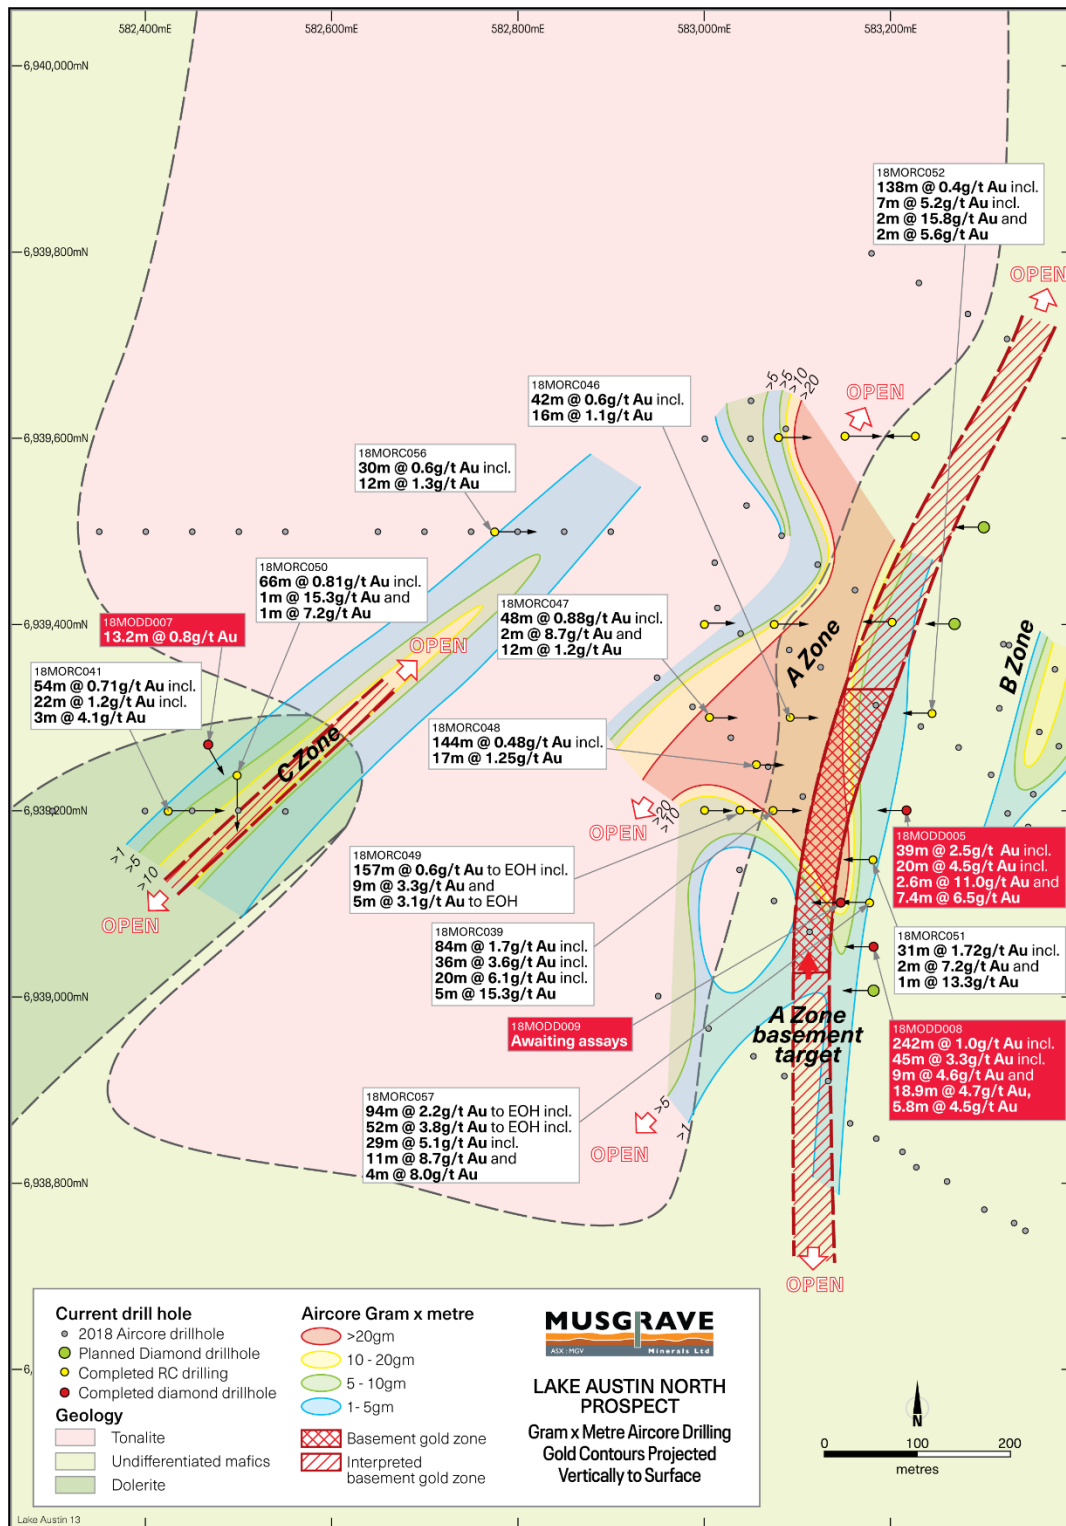 582,400mE
582,600mE
582,800mE
583,000mE
583,200mE
6,940,000mN
18MORC052
138m @ 0.4g/t Au incl.
7m @ 5.2g/t Au incl.
2m @ 15.8g/t Au and
2m @ 5.6g/t Au
6,939,800mN
OPEN
>5
>5
>10
>20
OPEN
18MORC046
42m @ 0.6g/t Au incl.
16m @ 1.1g/t Au
6,939,600mN
18MORC056
30m @ 0.6g/t Au incl.
12m @ 1.3g/t Au
18MORC050
66m @ 0.81g/t Au incl.
1m @ 15.3g/t Au and
1m @ 7.2g/t Au
18MORC047
48m @ 0.88g/t Au incl.
2m @ 8.7g/t Au and
12m @ 1.2g/t Au
6,939,400mN
18MODD007
13.2m @ 0.8g/t Au
OPEN
A Zone
B Zone
18MORC041
54m @ 0.71g/t Au incl.
22m @ 1.2g/t Au incl.
3m @ 4.1g/t Au
C Zone
18MORC048
144m @ 0.48g/t Au incl.
17m @ 1.25g/t Au
6,939,200mN
>20
>10
OPEN
>1
>5
>10
OPEN
18MORC049
157m @ 0.6g/t Au to EOH incl.
9m @ 3.3g/t Au and
5m @ 3.1g/t Au to EOH
18MODD005
39m @ 2.5g/t Au incl.
20m @ 4.5g/t Au incl.
2.6m @ 11.0g/t Au and
7.4m @ 6.5g/t Au
18MORC039
84m @ 1.7g/t Au incl.
36m @ 3.6g/t Au incl.
20m @ 6.1g/t Au incl.
5m @ 15.3g/t Au
18MORC051
31m @ 1.72g/t Au incl.
2m @ 7.2g/t Au and
1m @ 13.3g/t Au
6,939,000mN
18MODD009
Awaiting assays
A Zone
basement
target
18MODD008
242m @ 1.0g/t Au incl.
45m @ 3.3g/t Au incl.
9m @ 4.6g/t Au and
18.9m @ 4.7g/t Au,
5.8m @ 4.5g/t Au
18MORC057
94m @ 2.2g/t Au to EOH incl.
52m @ 3.8g/t Au to EOH incl.
29m @ 5.1g/t Au incl.
11m @ 8.7g/t Au and
4m @ 8.0g/t Au
>5
>1
OPEN
6,938,800mN
OPEN
Current drill hole
2018 Aircore drillhole
Planned Diamond drillhole
Completed RC drilling
Completed diamond drillhole
Geology
Tonalite
Undifferentiated mafics
Dolerite
Aircore Gram x metre
>20gm
10 - 20gm
5 - 10gm
1- 5gm
Basement gold zone
Interpreted
basement gold zone
MUSGRAVE
ASX : MGV Minerals Ltd
LAKE AUSTIN NORTH
PROSPECT
Gram x Metre Aircore Drilling
Gold Contours Projected
Vertically to Surface
N
0 100 200
metres
Lake Austin 13